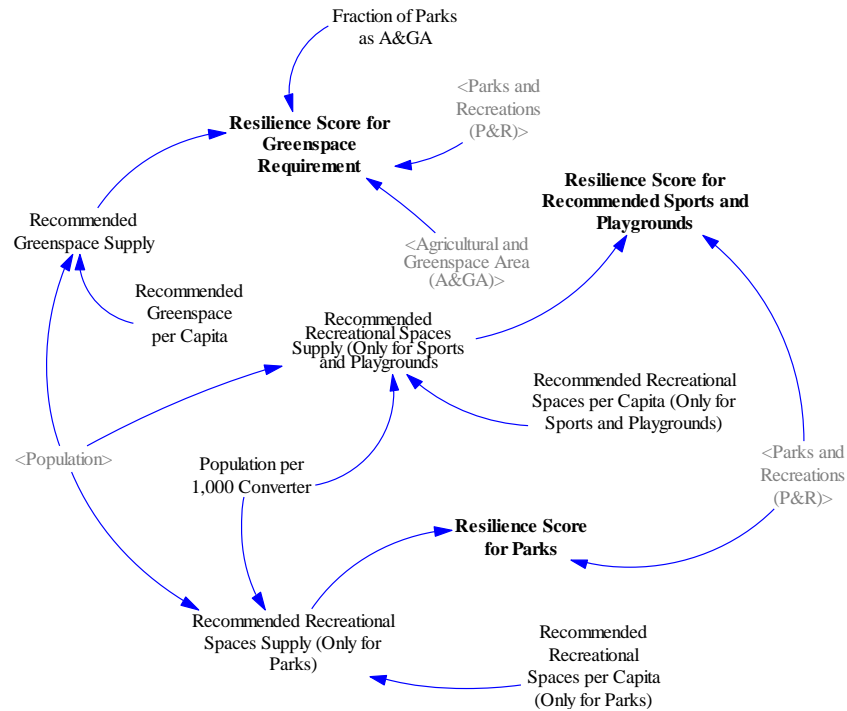 Fraction of Parks
as A&GA
<Parks and
Recreations
(P&R)>
Resilience Score for
Greenspace
Requirement
Resilience Score for
Recommended Sports and
Playgrounds
Recommended
Greenspace Supply
<Agricultural and
Greenspace Area
(A&GA)>
Recommended
Greenspace
per Capita
Recommended
Recreational Spaces
Supply (Only for Sports
and Playgrounds
Recommended Recreational
Spaces per Capita (Only for
Sports and Playgrounds)
<Population>
Population per
1,000 Converter
<Parks and
Recreations
(P&R)>
Resilience Score
for Parks
Recommended Recreational
Spaces Supply (Only for
Parks)
Recommended
Recreational
Spaces per Capita
(Only for Parks)